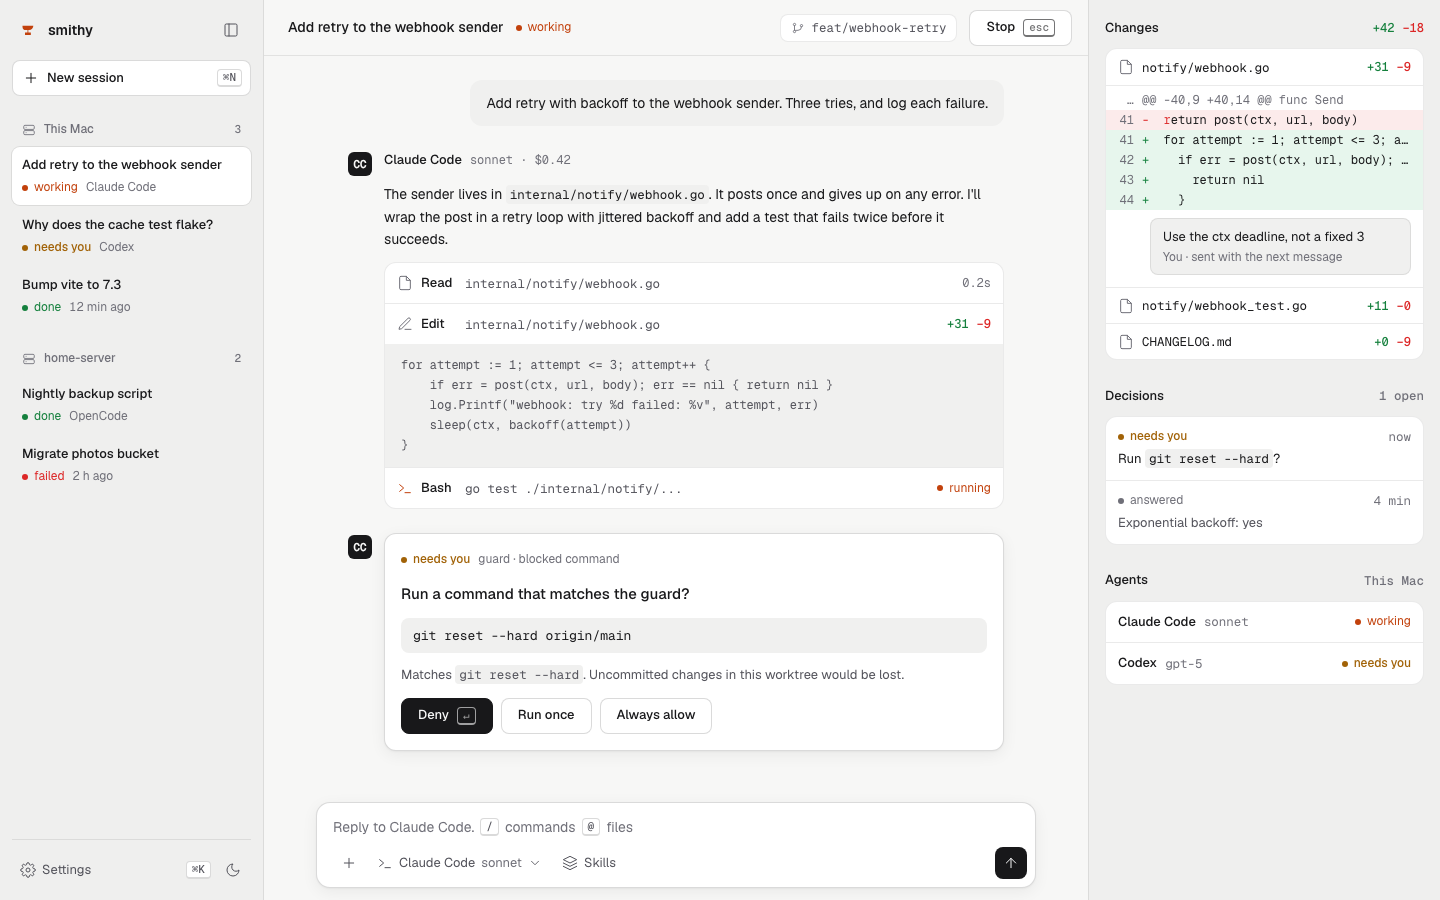 smithy
New session ⌘N
This Mac 3
Add retry to the webhook sender
working Claude Code
Why does the cache test flake?
needs you Codex
Bump vite to 7.3
done 12 min ago
home-server 2
Nightly backup script
done OpenCode
Migrate photos bucket
failed 2 h ago
Settings ⌘K
Add retry to the webhook sender working feat/webhook-retry Stop esc
Add retry with backoff to the webhook sender. Three tries, and log each failure.
CC Claude Code sonnet · $0.42
The sender lives in internal/notify/webhook.go. It posts once and gives up on any error. I'll
wrap the post in a retry loop with jittered backoff and add a test that fails twice before it
succeeds.
Read internal/notify/webhook.go 0.2s
Edit internal/notify/webhook.go +31 −9
for attempt := 1; attempt <= 3; attempt++ {
    if err = post(ctx, url, body); err == nil { return nil }
    log.Printf("webhook: try %d failed: %v", attempt, err)
    sleep(ctx, backoff(attempt))
}
>_ Bash go test ./internal/notify/... running
CC needs you guard · blocked command
Run a command that matches the guard?
git reset --hard origin/main
Matches git reset --hard. Uncommitted changes in this worktree would be lost.
Deny ↵ Run once Always allow
Reply to Claude Code. / commands @ files
>_ Claude Code sonnet Skills
Changes +42 −18
notify/webhook.go +31 −9
… @@ -40,9 +40,14 @@ func Send
41 - return post(ctx, url, body)
41 + for attempt := 1; attempt <= 3; a…
42 + if err = post(ctx, url, body); …
43 + return nil
44 + }
Use the ctx deadline, not a fixed 3
You · sent with the next message
notify/webhook_test.go +11 −0
CHANGELOG.md +0 −9
Decisions 1 open
needs you now
Run git reset --hard?
answered 4 min
Exponential backoff: yes
Agents This Mac
Claude Code sonnet working
Codex gpt-5 needs you